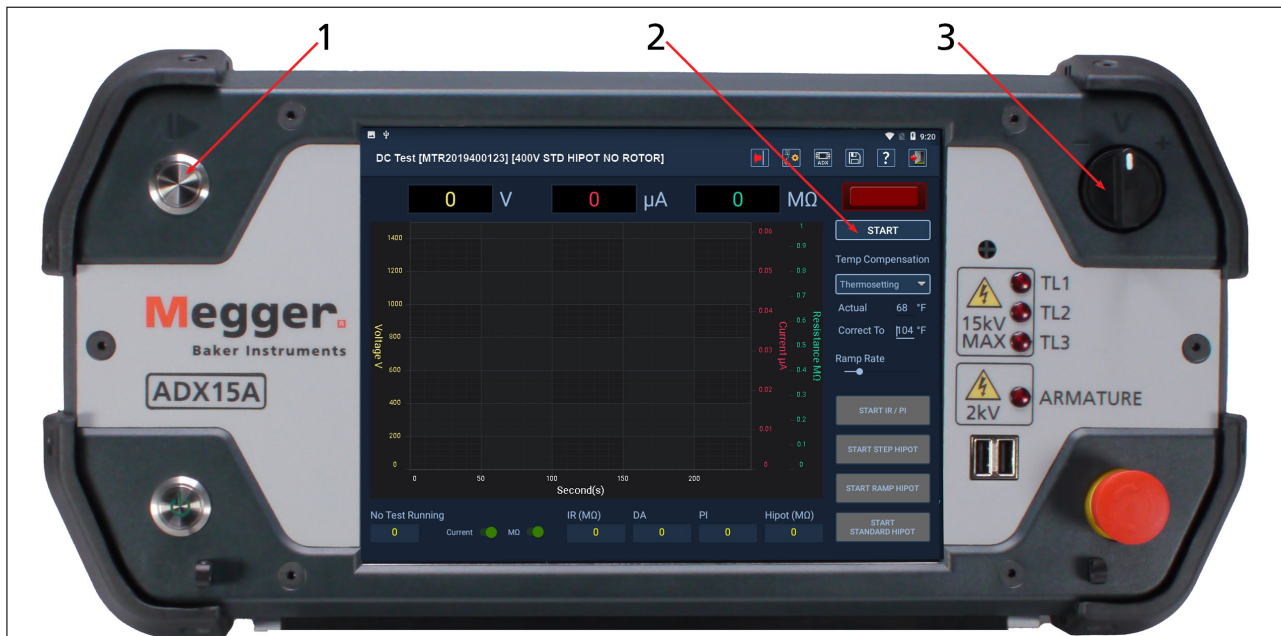 1
2
3
V
- +
9:20
DC Test [MTR2019400123] [400V STD HIPOT NO ROTOR]
ADX
?
0 V 0 µA 0 MΩ
START
Temp Compensation
Thermosetting
Actual 68 °F
Correct To 104 °F
Ramp Rate
START IR / PI
START STEP HIPOT
START RAMP HIPOT
START
STANDARD HIPOT
Voltage V
1400
1200
1000
800
600
400
200
0
0 50 100 150 200
Second(s)
0.06
0.05
0.04
0.03
0.02
0.01
0
Current µA
1
0.9
0.8
0.7
0.6
0.5
0.4
0.3
0.2
0.1
0
Resistance MΩ
No Test Running
0
Current MΩ
IR (MΩ) DA PI Hipot (MΩ)
0 0 0 0
Megger®
Baker Instruments
ADX15A
15kV
MAX
TL1
TL2
TL3
2kV
ARMATURE